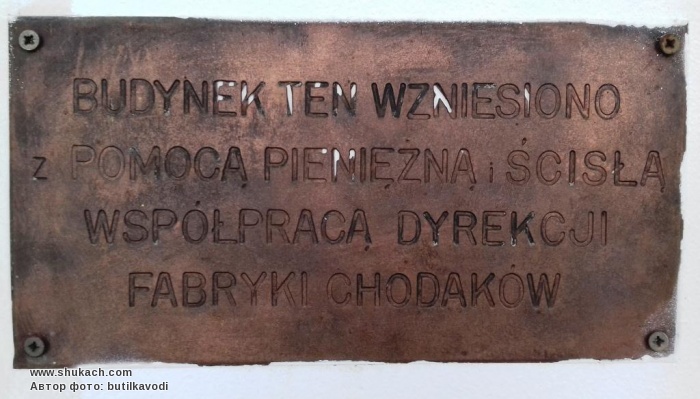 BUDYNEK TEN WZNIESIONO
z POMOCĄ PIENIĘŻNĄ i ŚCISŁĄ
WSPÓŁPRACĄ DYREKCJI
FABRYKI CHODAKÓW
www.shukach.com
Автор фото: butilkavodi